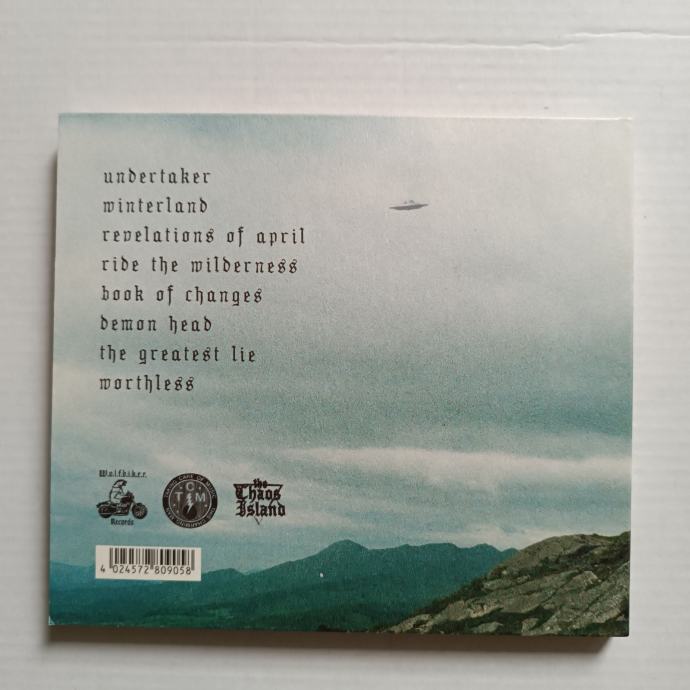 undertaker
winterland
revelations of april
ride the wilderness
book of changes
demon head
the greatest lie
worthless
W.o.l.f.b.i.k.e.r.
Records
C
T M
the
Chaos
Island
4 024572 809058